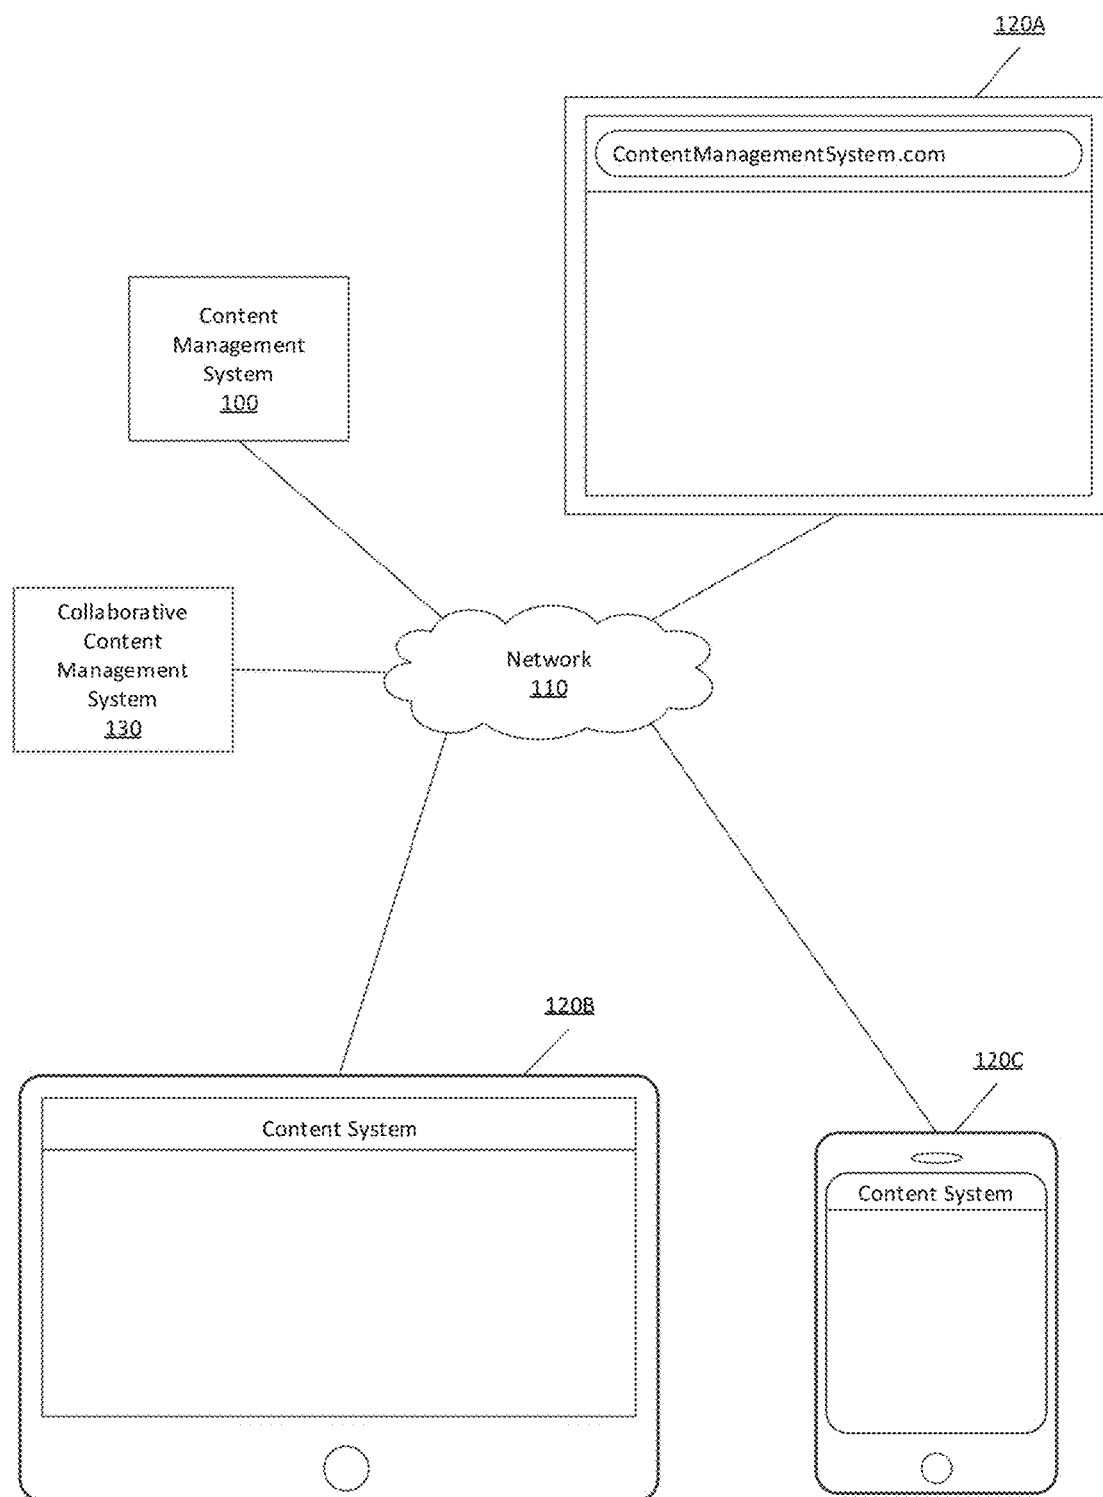 120A
ContentManagementSystem.com
Content
Management
System
100
Collaborative
Content
Management
System
130
Network
110
120B
Content System
120C
Content System